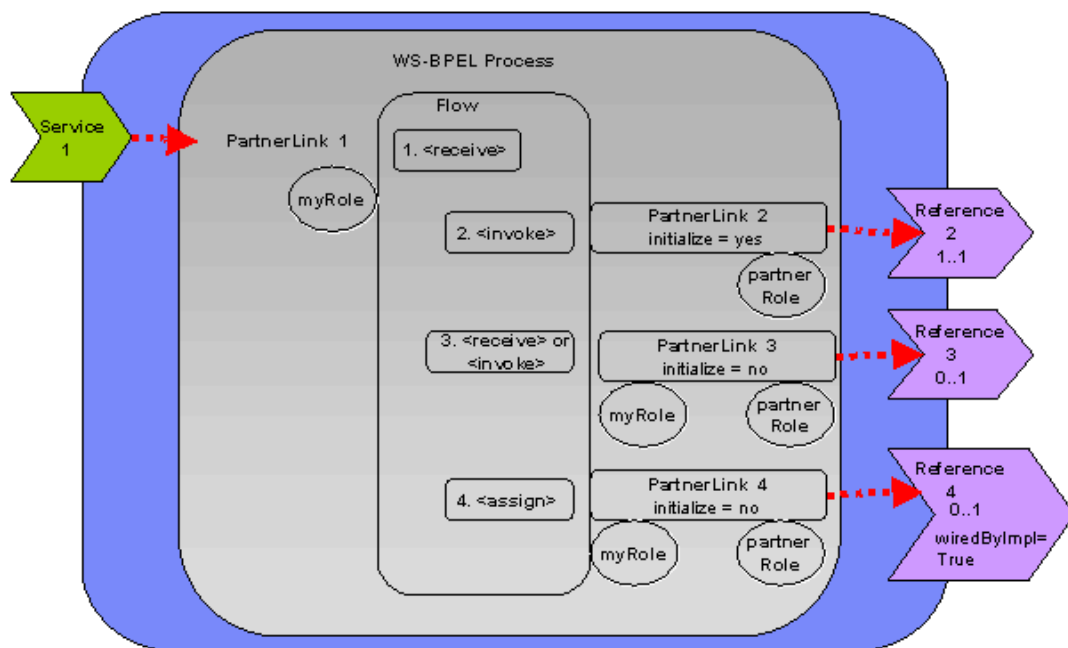 WS-BPEL Process
Flow
Service
1
PartnerLink 1
1. <receive>
myRole
2. <invoke>
PartnerLink 2
initialize = yes
partner
Role
Reference
2
1..1
3. <receive> or
<invoke>
PartnerLink 3
initialize = no
myRole
partner
Role
Reference
3
0..1
4. <assign>
PartnerLink 4
initialize = no
myRole
partner
Role
Reference
4
0..1
wiredByImpl=
True